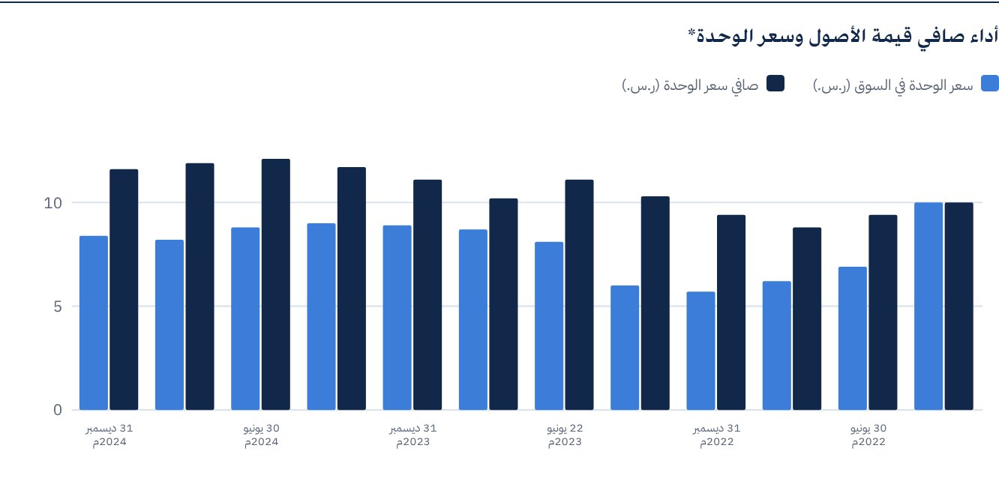 أداء صافي قيمة الأصول وسعر الوحدة*
سعر الوحدة في السوق (ر.س.)
صافي سعر الوحدة (ر.س.)
10
5
0
30 يونيو
2022م
31 ديسمبر
2022م
22 يونيو
2023م
31 ديسمبر
2023م
30 يونيو
2024م
31 ديسمبر
2024م